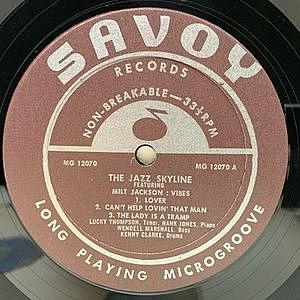 SAVOY
RECORDS
NON-BREAKABLE—33⅓ RPM
MG 12070
MG 12070 A
THE JAZZ SKYLINE
FEATURING
MILT JACKSON : VIBES
1. LOVER
2. CAN'T HELP LOVIN' THAT MAN
3. THE LADY IS A TRAMP
LUCKY THOMPSON, Tenor; HANK JONES, Piano
WENDELL MARSHALL, Bass
KENNY CLARKE, Drums
LONG PLAYING MICROGROOVE